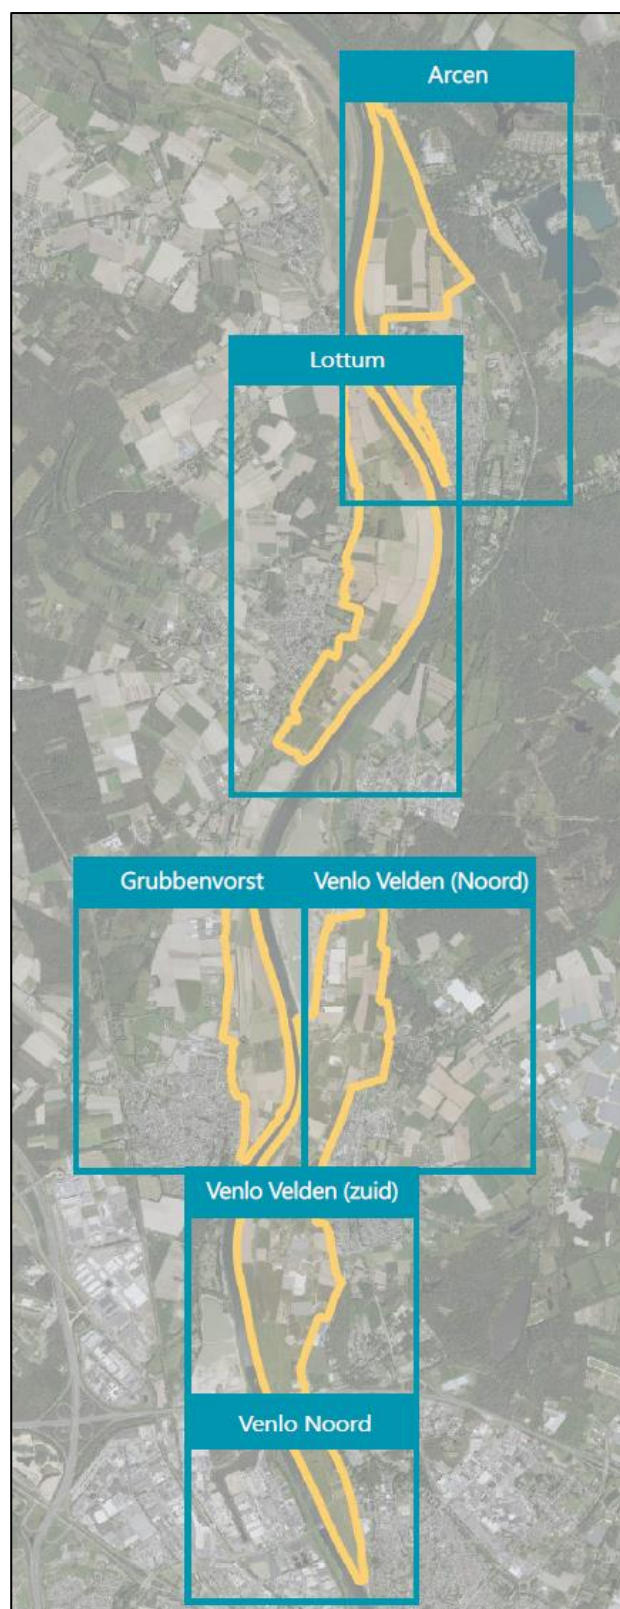 Arcen
Lottum
Grubbenvorst
Venlo Velden (Noord)
Venlo Velden (zuid)
Venlo Noord